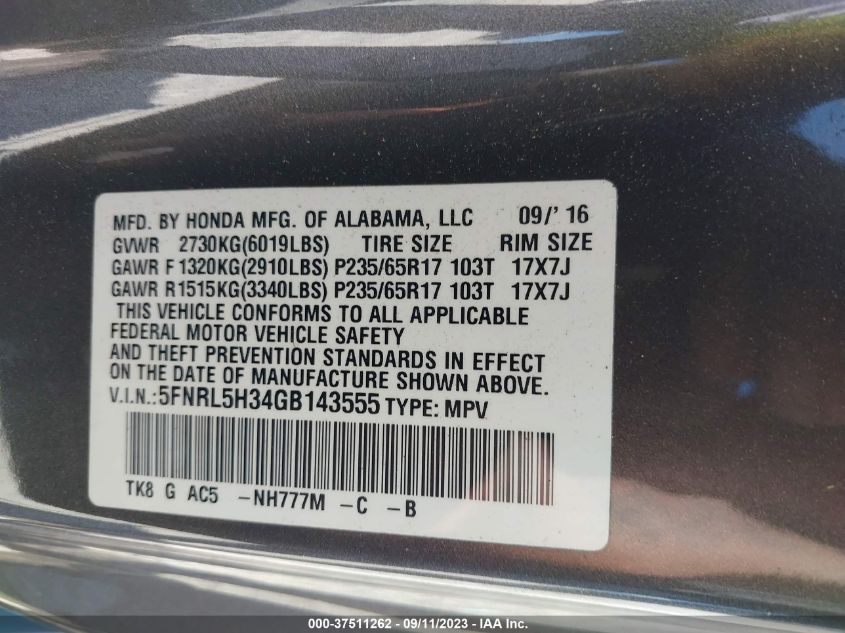 MFD. BY HONDA MFG. OF ALABAMA, LLC 09/' 16
GVWR 2730KG(6019LBS) TIRE SIZE RIM SIZE
GAWR F 1320KG(2910LBS) P235/65R17 103T 17X7J
GAWR R1515KG(3340LBS) P235/65R17 103T 17X7J
THIS VEHICLE CONFORMS TO ALL APPLICABLE
FEDERAL MOTOR VEHICLE SAFETY
AND THEFT PREVENTION STANDARDS IN EFFECT
ON THE DATE OF MANUFACTURE SHOWN ABOVE.
V.I.N.:5FNRL5H34GB143555 TYPE: MPV
TK8 G AC5 -NH777M -C -B
000-37511262 - 09/11/2023 - IAA Inc.